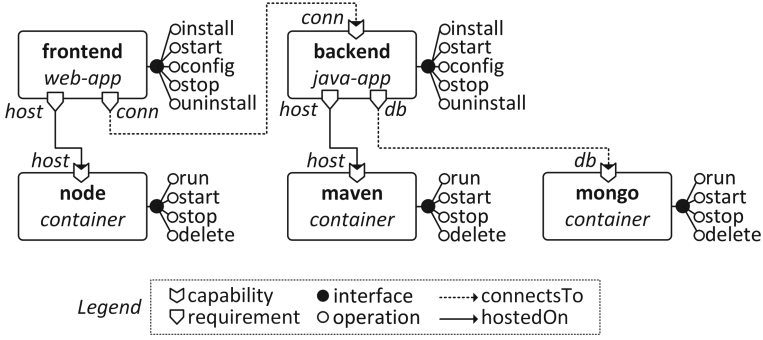 conn
frontend
web-app
install
start
config
stop
uninstall
backend
java-app
install
start
config
stop
uninstall
host
conn
host
db
host
host
db
node
container
run
start
stop
delete
maven
container
run
start
stop
delete
mongo
container
run
start
stop
delete
Legend
capability
interface
connectsTo
requirement
operation
hostedOn